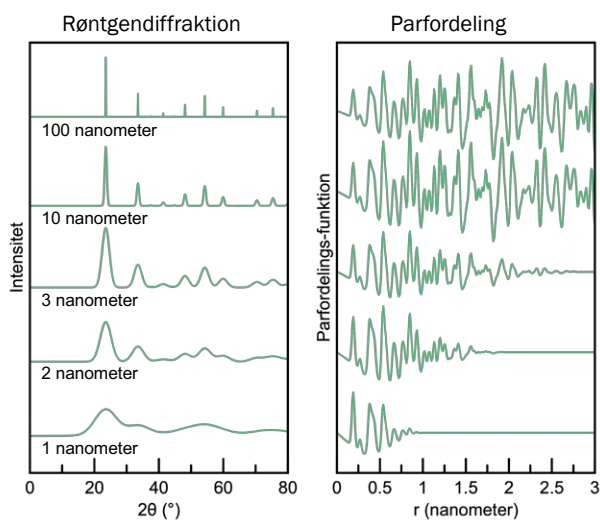 Røntgendiffraktion
Intensitet
100 nanometer
10 nanometer
3 nanometer
2 nanometer
1 nanometer
0 20 40 60 80
2θ (°)
Parfordeling
Parfordelings-funktion
0 0.5 1 1.5 2 2.5 3
r (nanometer)